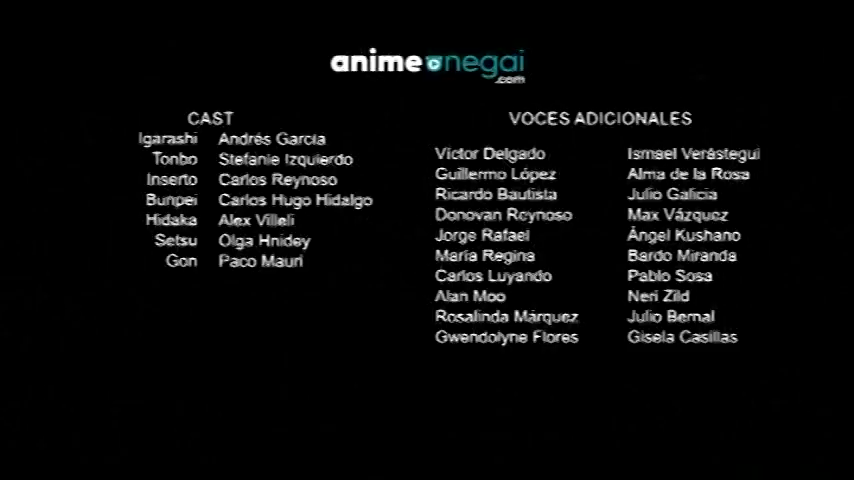 animeonegai
.com
CAST
Igarashi Andrés García
Tonbo Stefanie Izquierdo
Inserto Carlos Reynoso
Bunpei Carlos Hugo Hidalgo
Hidaka Alex Villeli
Setsu Olga Hnidey
Gon Paco Mauri
VOCES ADICIONALES
Víctor Delgado Ismael Verástegui
Guillermo López Alma de la Rosa
Ricardo Bautista Julio Galicia
Donovan Reynoso Max Vázquez
Jorge Rafael Ángel Kushano
María Regina Bardo Miranda
Carlos Luyando Pablo Sosa
Alan Moo Neri Zild
Rosalinda Márquez Julio Bernal
Gwendolyne Flores Gisela Casillas